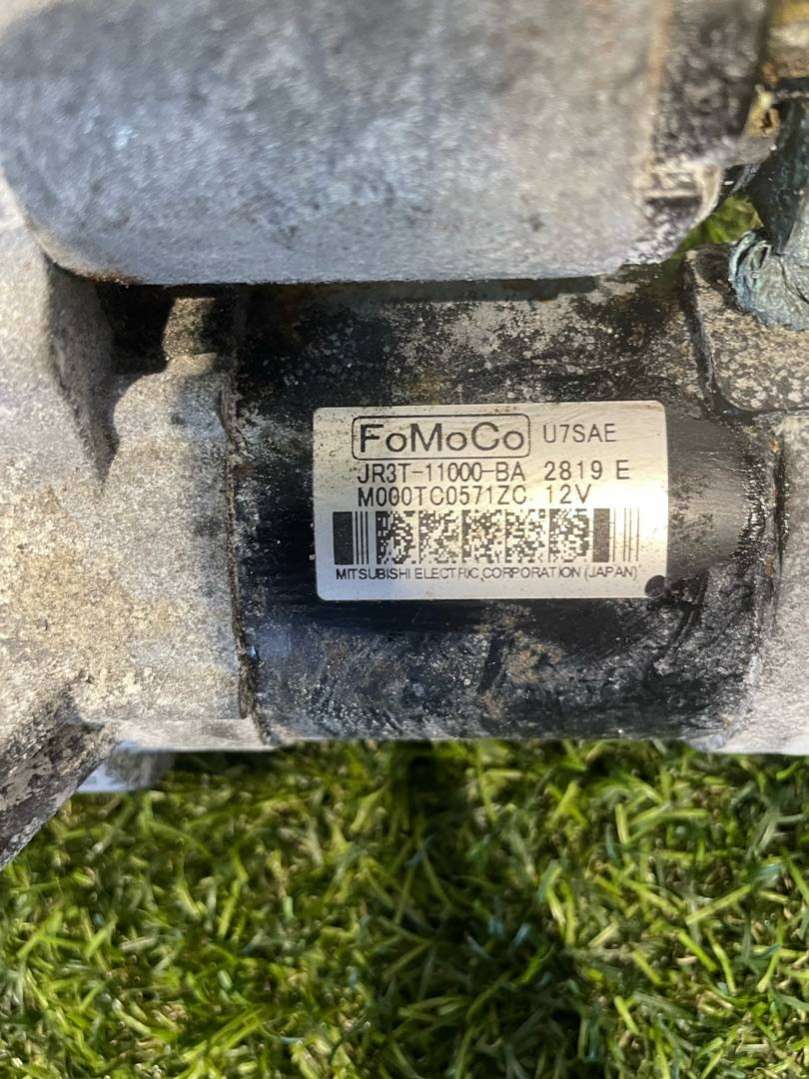 FoMoCo U7SAE
JR3T-11000-BA 2819 E
M000TC0571ZC 12V
MITSUBISHI ELECTRIC CORPORATION (JAPAN)